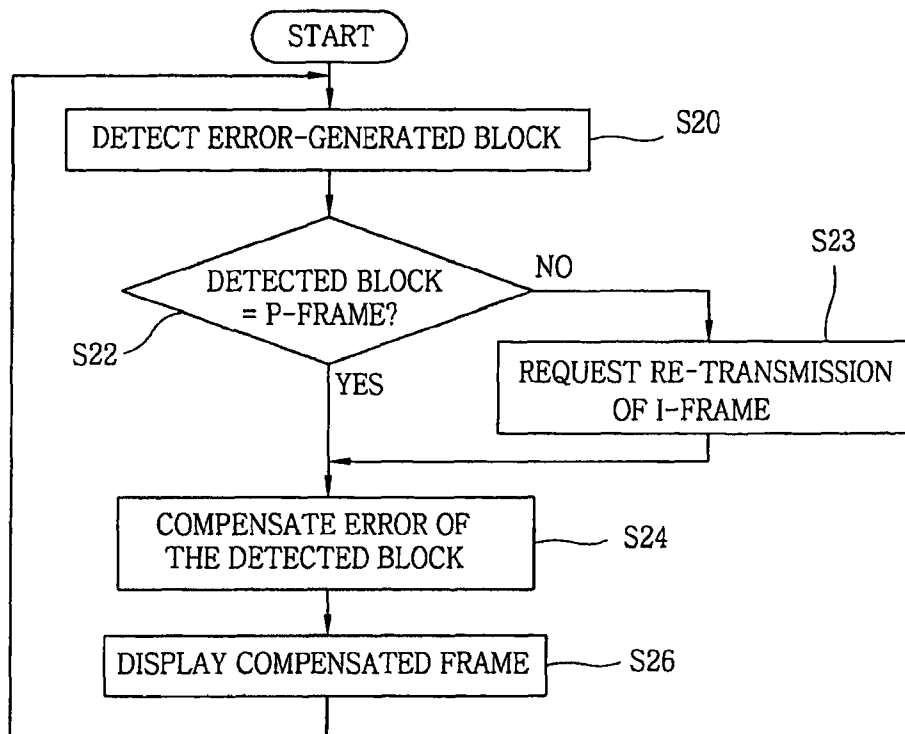 START
DETECT ERROR-GENERATED BLOCK
S20
DETECTED BLOCK
= P-FRAME?
S22
NO
YES
S23
REQUEST RE-TRANSMISSION
OF I-FRAME
COMPENSATE ERROR OF
THE DETECTED BLOCK
S24
DISPLAY COMPENSATED FRAME
S26